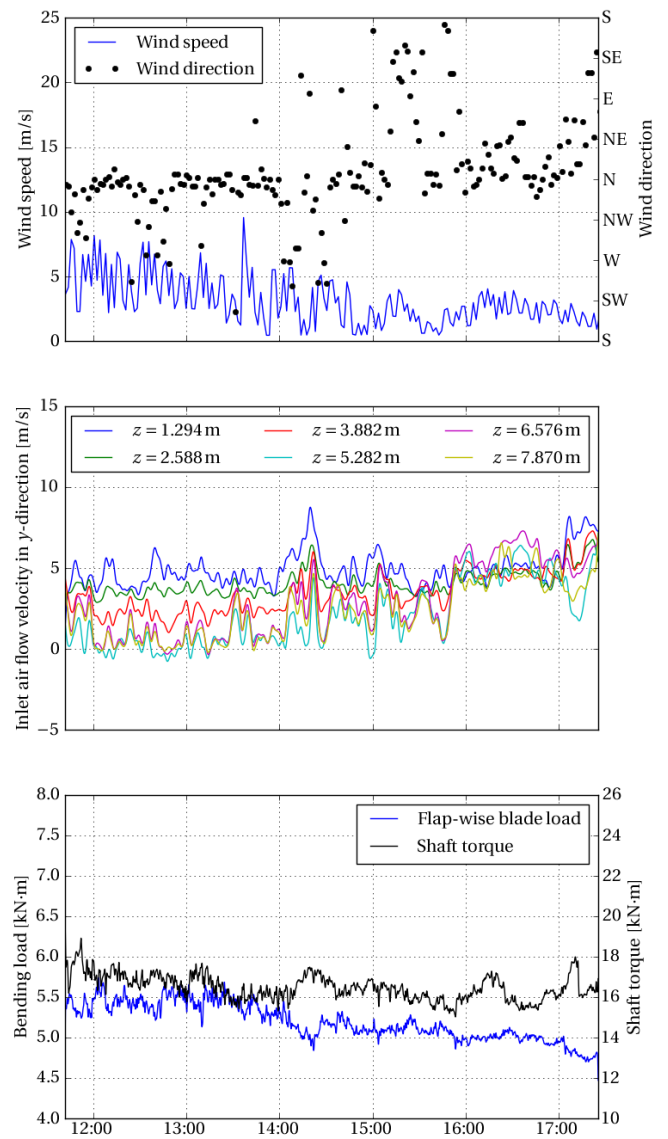 25
20
15
10
5
0
Wind speed [m/s]
Wind speed
Wind direction
S
SE
E
NE
N
NW
W
SW
S
Wind direction
15
10
5
0
−5
Inlet air flow velocity in y-direction [m/s]
z = 1.294 m
z = 3.882 m
z = 6.576 m
z = 2.588 m
z = 5.282 m
z = 7.870 m
8.0
7.5
7.0
6.5
6.0
5.5
5.0
4.5
4.0
Bending load [kN·m]
Flap-wise blade load
Shaft torque
26
24
22
20
18
16
14
12
10
Shaft torque [kN·m]
12:00 13:00 14:00 15:00 16:00 17:00